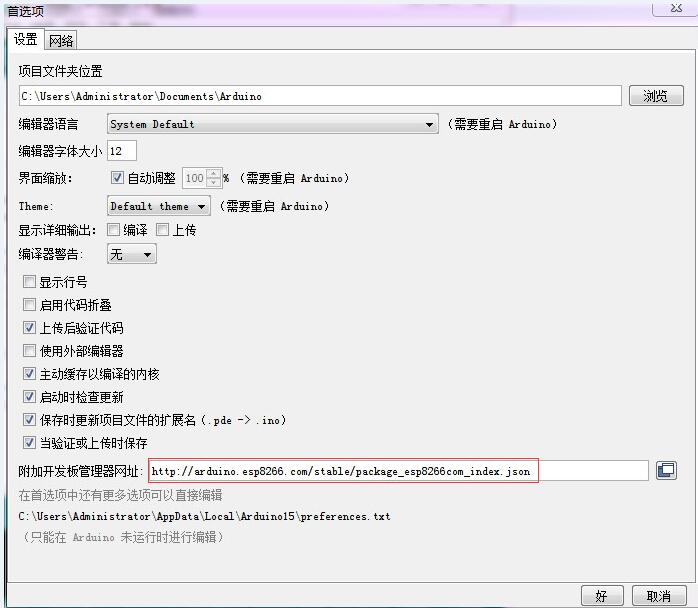 首选项
设置 网络
项目文件夹位置
C:\Users\Administrator\Documents\Arduino 浏览
编辑器语言 System Default （需要重启 Arduino）
编辑器字体大小 12
界面缩放： 自动调整 100 % （需要重启 Arduino）
Theme: Default theme （需要重启 Arduino）
显示详细输出： 编译 上传
编译器警告: 无
显示行号
启用代码折叠
上传后验证代码
使用外部编辑器
主动缓存以编译的内核
启动时检查更新
保存时更新项目文件的扩展名（.pde -> .ino）
当验证或上传时保存
附加开发板管理器网址: http://arduino.esp8266.com/stable/package_esp8266com_index.json
在首选项中还有更多选项可以直接编辑
C:\Users\Administrator\AppData\Local\Arduino15\preferences.txt
（只能在 Arduino 未运行时进行编辑）
好 取消